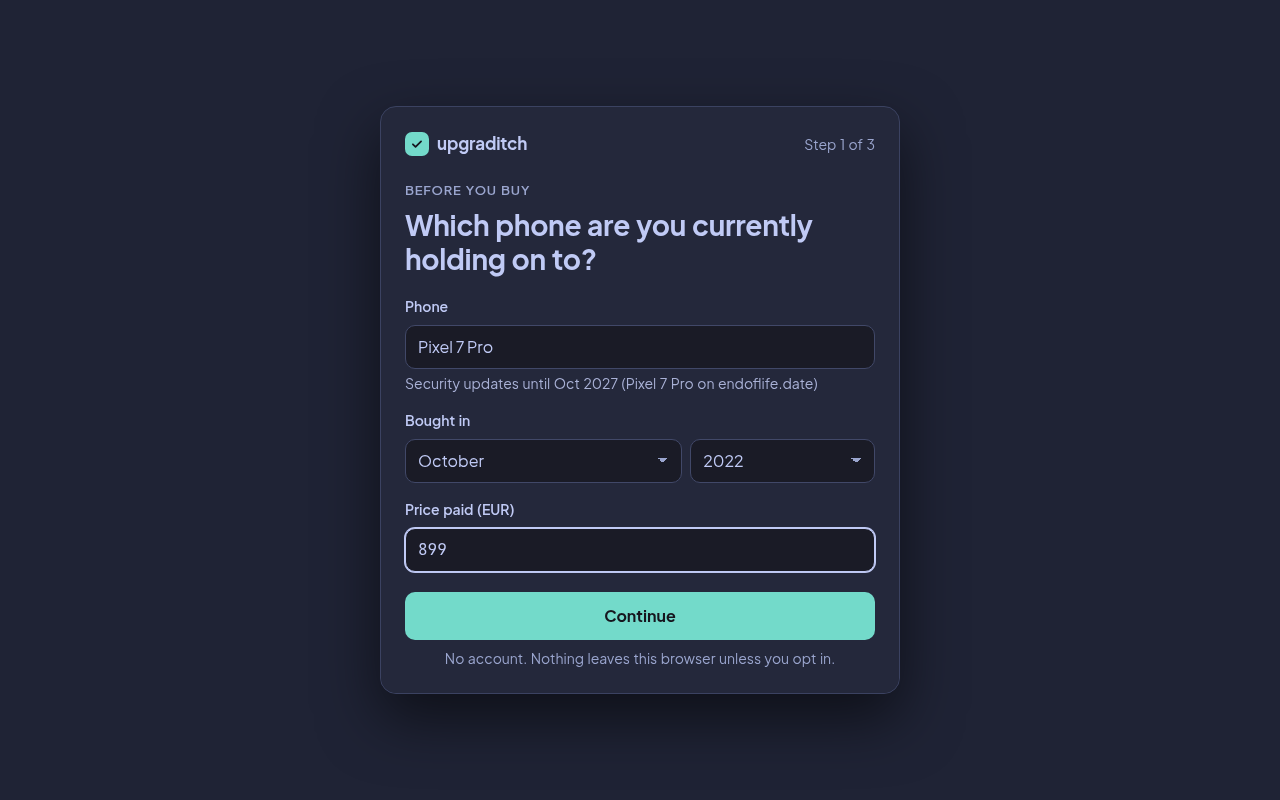 upgraditch
Step 1 of 3
BEFORE YOU BUY
Which phone are you currently
holding on to?
Phone
Pixel 7 Pro
Security updates until Oct 2027 (Pixel 7 Pro on endoflife.date)
Bought in
October
2022
Price paid (EUR)
899
Continue
No account. Nothing leaves this browser unless you opt in.